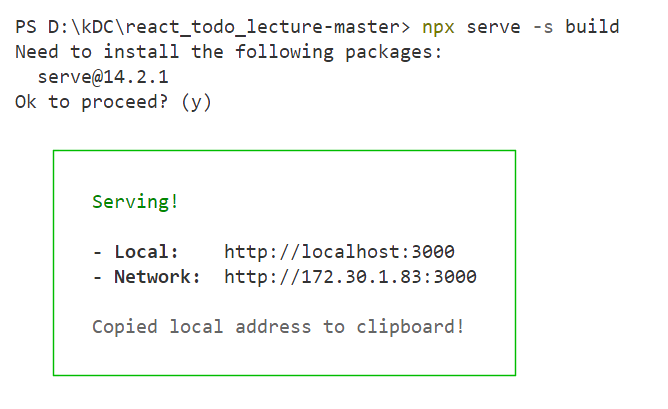 PS D:\kDC\react_todo_lecture-master> npx serve -s build
Need to install the following packages:
  serve@14.2.1
Ok to proceed? (y)
Serving!
- Local:    http://localhost:3000
- Network:  http://172.30.1.83:3000
Copied local address to clipboard!